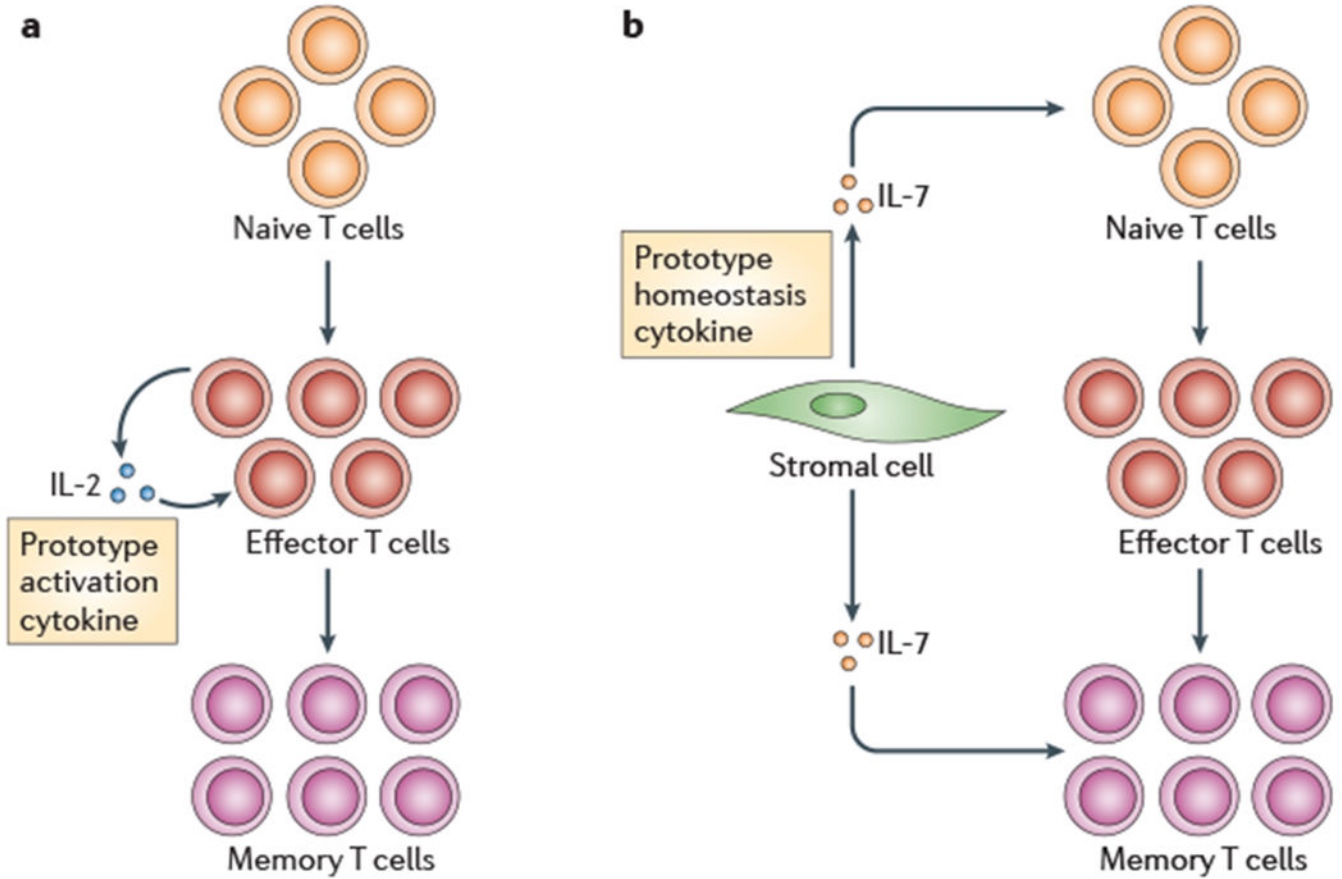 a
Naive T cells
IL-2
Prototype
activation
cytokine
Effector T cells
Memory T cells
b
IL-7
Prototype
homeostasis
cytokine
Stromal cell
IL-7
Naive T cells
Effector T cells
Memory T cells